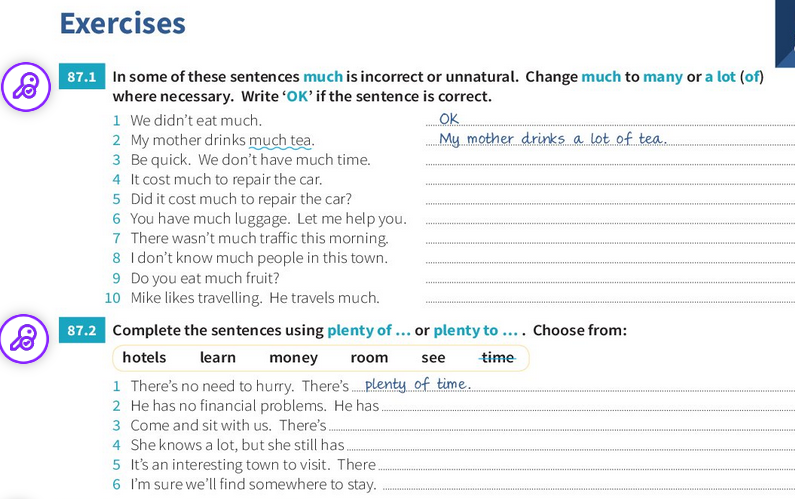 Exercises
87.1 In some of these sentences much is incorrect or unnatural. Change much to many or a lot (of)
where necessary. Write ‘OK’ if the sentence is correct.
1 We didn’t eat much. OK
2 My mother drinks much tea. My mother drinks a lot of tea.
3 Be quick. We don’t have much time.
4 It cost much to repair the car.
5 Did it cost much to repair the car?
6 You have much luggage. Let me help you.
7 There wasn’t much traffic this morning.
8 I don’t know much people in this town.
9 Do you eat much fruit?
10 Mike likes travelling. He travels much.
87.2 Complete the sentences using plenty of … or plenty to … . Choose from:
hotels learn money room see time
1 There’s no need to hurry. There’s plenty of time.
2 He has no financial problems. He has
3 Come and sit with us. There’s
4 She knows a lot, but she still has
5 It’s an interesting town to visit. There
6 I’m sure we’ll find somewhere to stay.